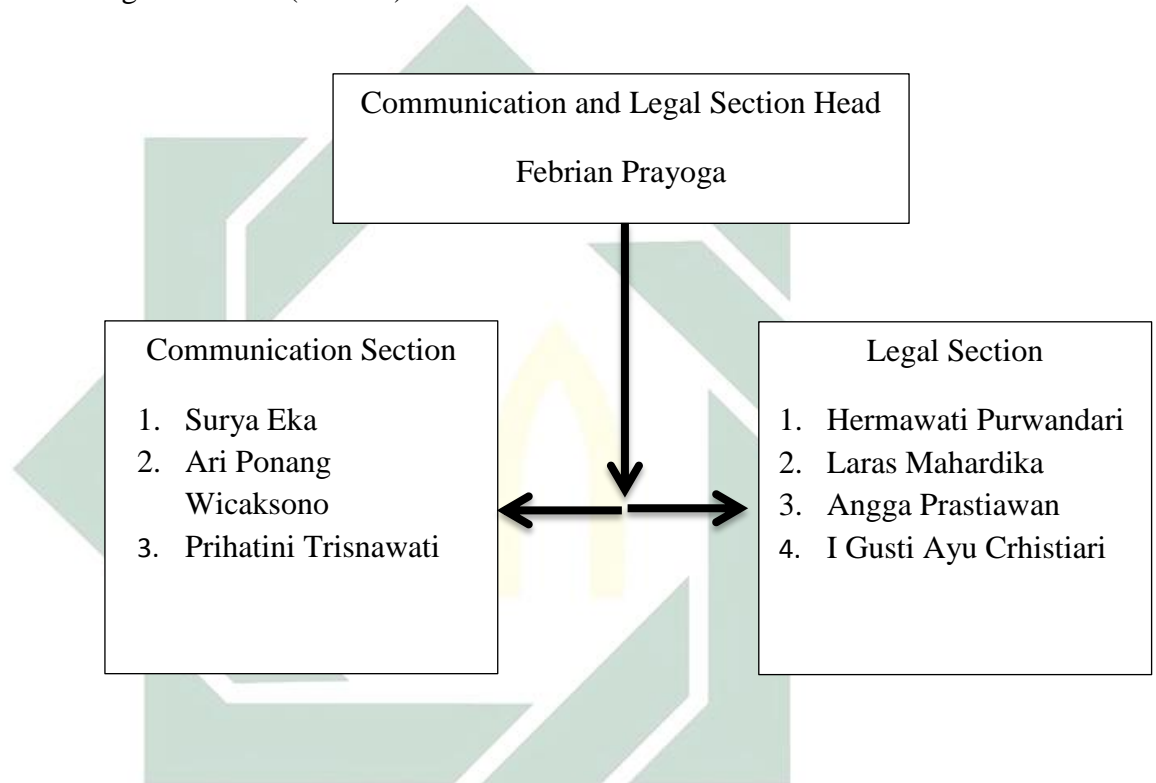 Communication and Legal Section Head
Febrian Prayoga
Communication Section
1. Surya Eka
2. Ari Ponang
Wicaksono
3. Prihatini Trisnawati
Legal Section
1. Hermawati Purwandari
2. Laras Mahardika
3. Angga Prastiawan
4. I Gusti Ayu Crhistiari